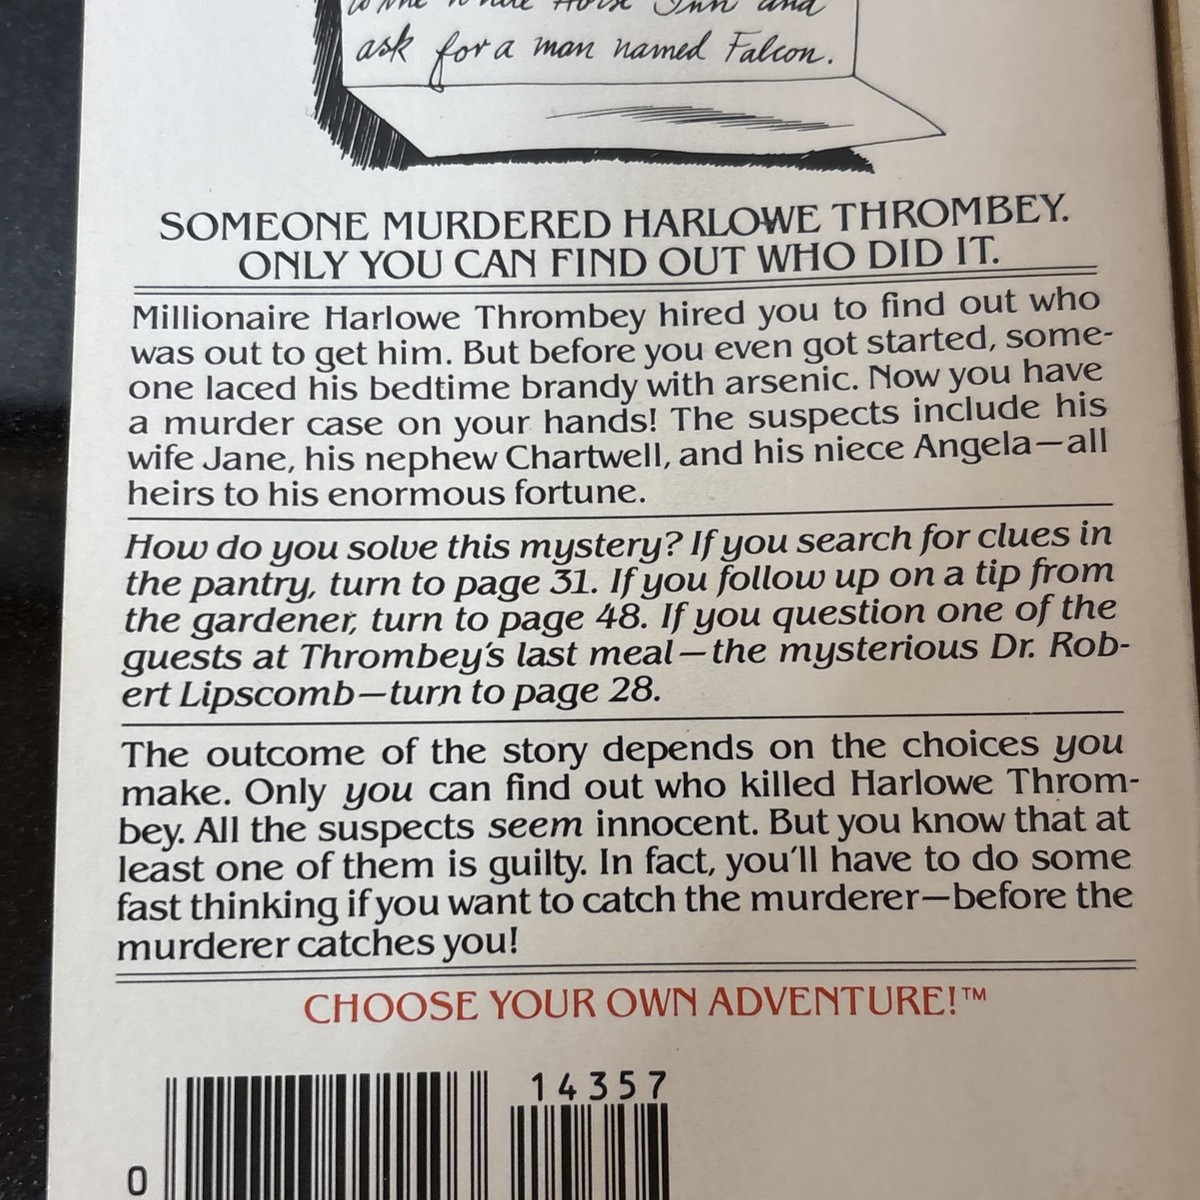 to the White Horse Inn and
ask for a man named Falcon.
SOMEONE MURDERED HARLOWE THROMBEY.
ONLY YOU CAN FIND OUT WHO DID IT.
Millionaire Harlowe Thrombey hired you to find out who
was out to get him. But before you even got started, some-
one laced his bedtime brandy with arsenic. Now you have
a murder case on your hands! The suspects include his
wife Jane, his nephew Chartwell, and his niece Angela—all
heirs to his enormous fortune.
How do you solve this mystery? If you search for clues in
the pantry, turn to page 31. If you follow up on a tip from
the gardener, turn to page 48. If you question one of the
guests at Thrombey's last meal—the mysterious Dr. Rob-
ert Lipscomb—turn to page 28.
The outcome of the story depends on the choices you
make. Only you can find out who killed Harlowe Throm-
bey. All the suspects seem innocent. But you know that at
least one of them is guilty. In fact, you'll have to do some
fast thinking if you want to catch the murderer—before the
murderer catches you!
CHOOSE YOUR OWN ADVENTURE!™
14357
0